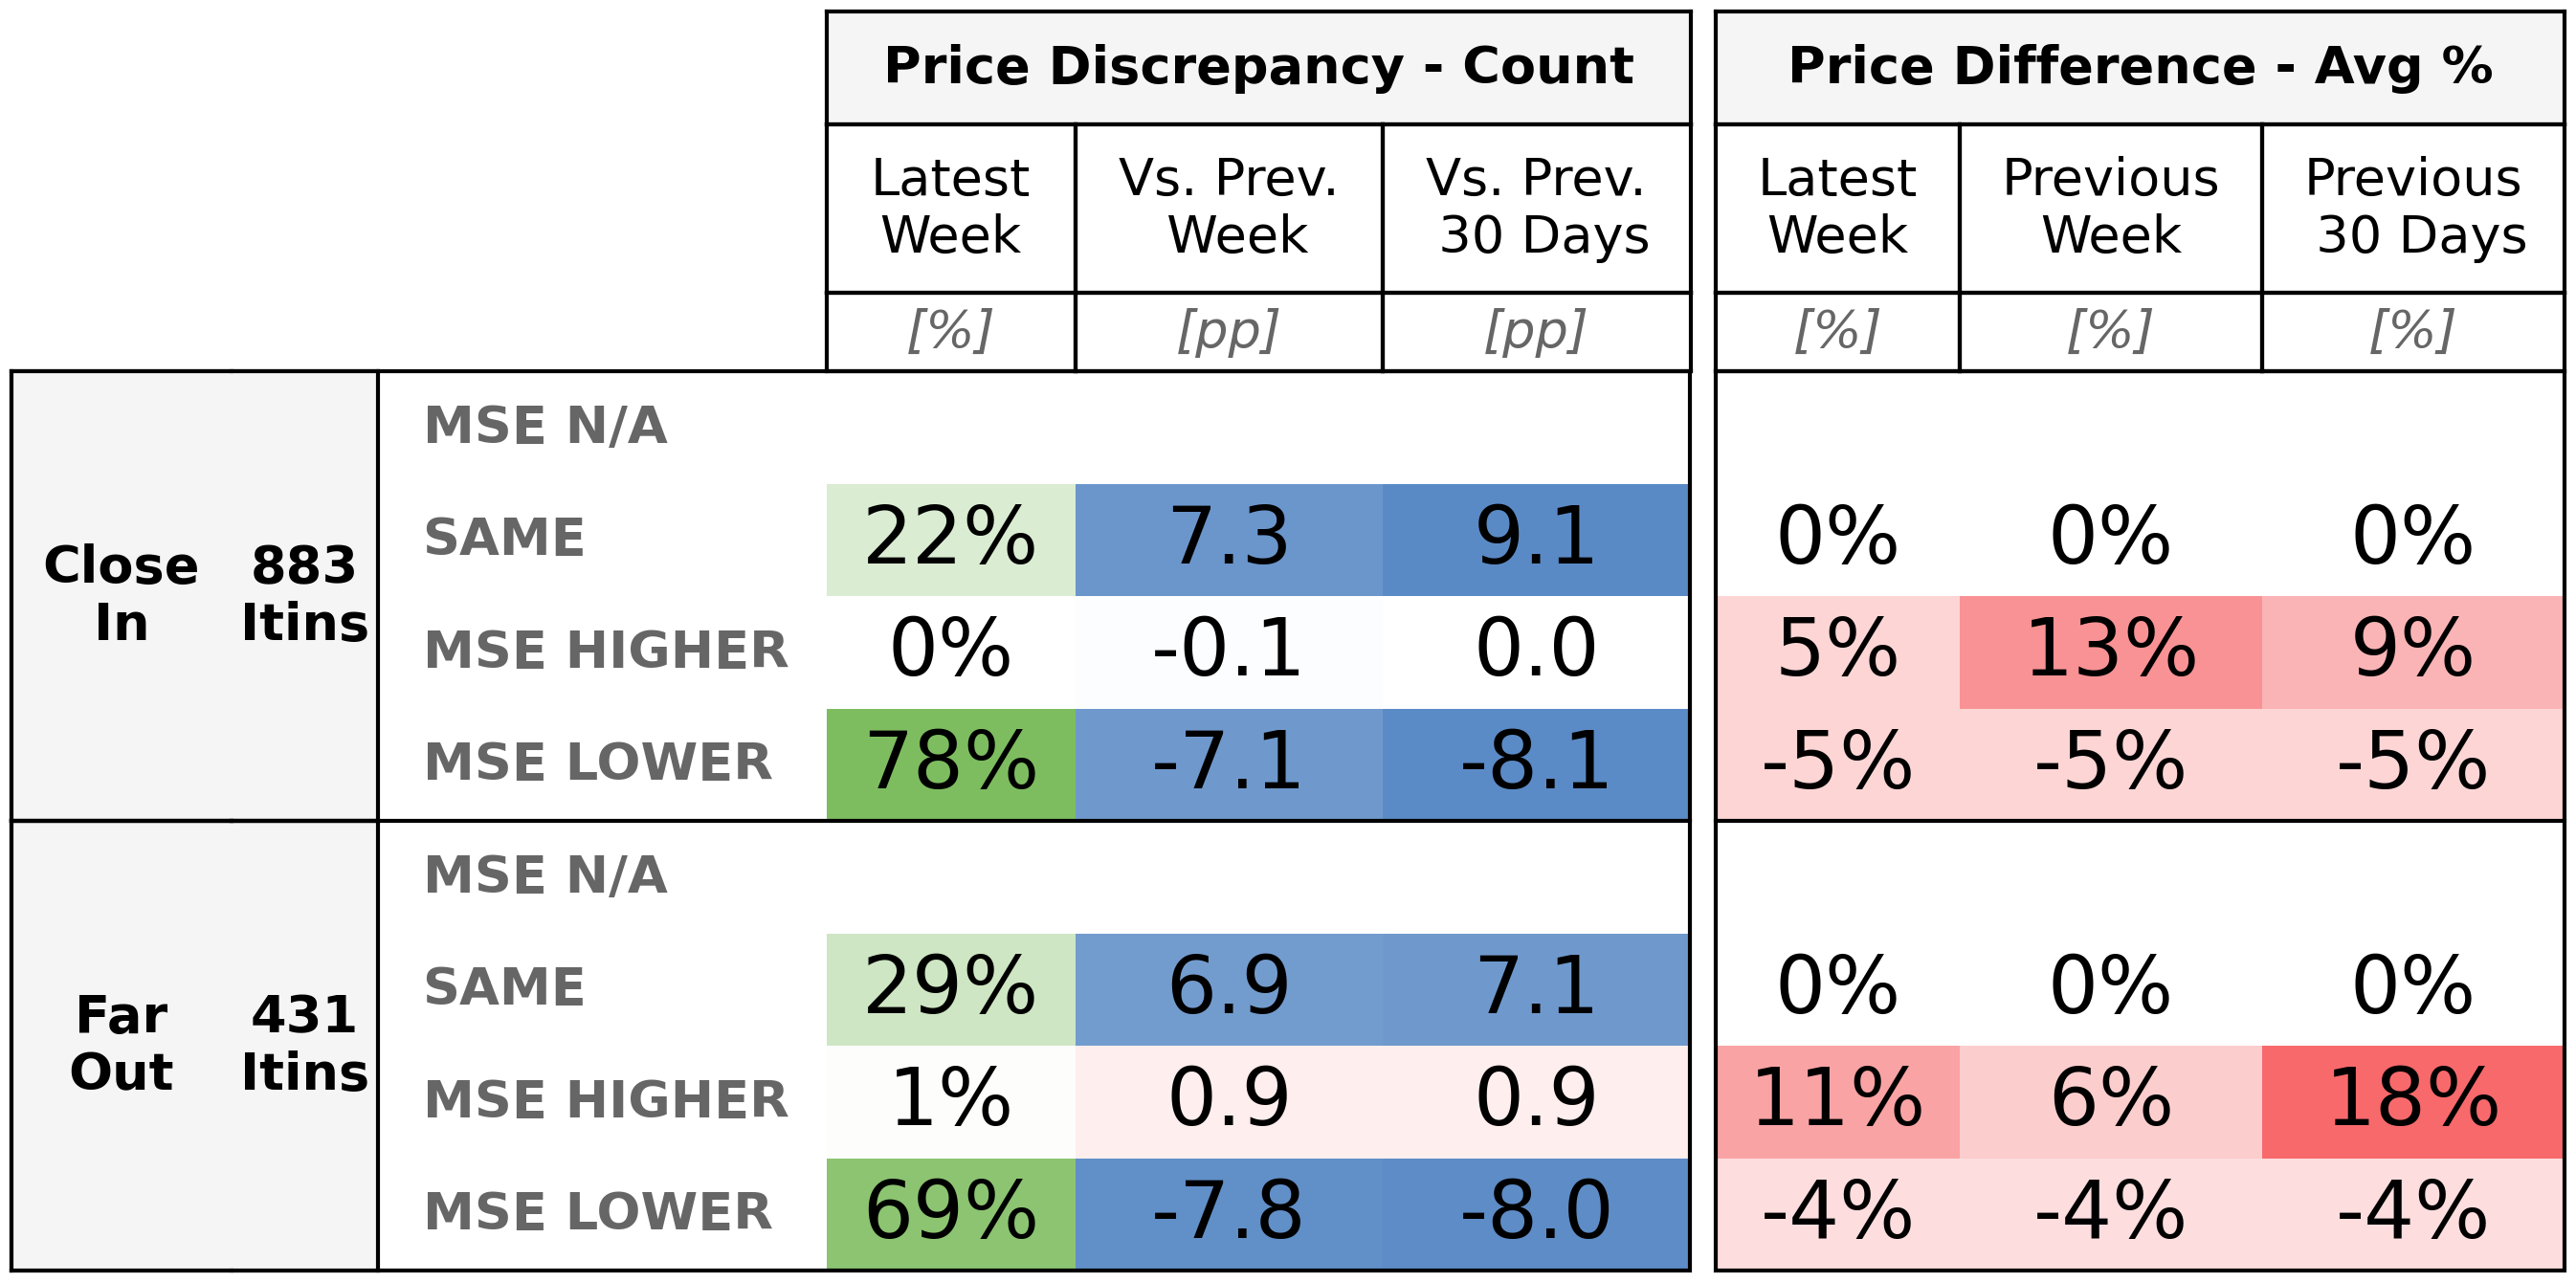 Price Discrepancy - Count Price Difference - Avg %
Latest Week Vs. Prev. Week Vs. Prev. 30 Days Latest Week Previous Week Previous 30 Days
[%] [pp] [pp] [%] [%] [%]
Close In 883 Itins
MSE N/A
SAME 22% 7.3 9.1 0% 0% 0%
MSE HIGHER 0% -0.1 0.0 5% 13% 9%
MSE LOWER 78% -7.1 -8.1 -5% -5% -5%
Far Out 431 Itins
MSE N/A
SAME 29% 6.9 7.1 0% 0% 0%
MSE HIGHER 1% 0.9 0.9 11% 6% 18%
MSE LOWER 69% -7.8 -8.0 -4% -4% -4%